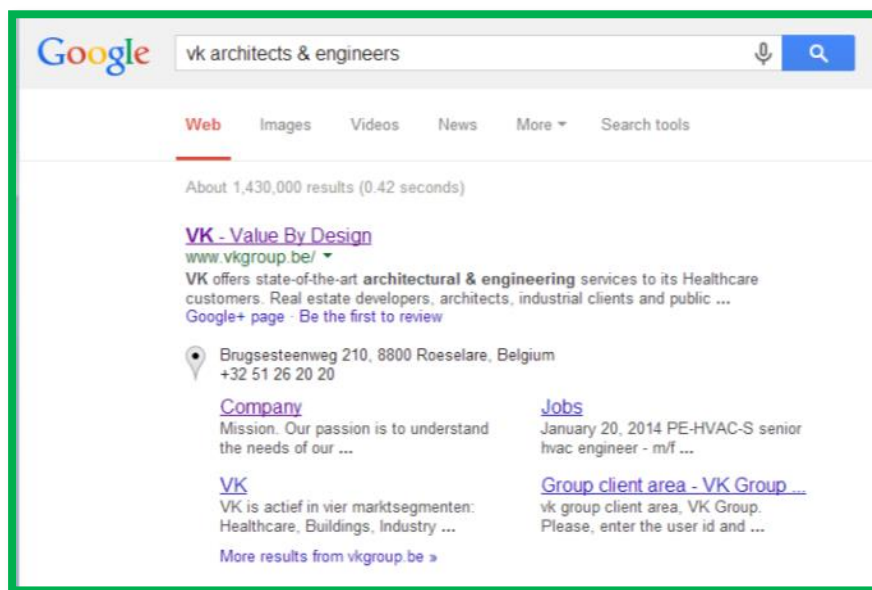 Google
vk architects & engineers
Web Images Videos News More Search tools
About 1,430,000 results (0.42 seconds)
VK - Value By Design
www.vkgroup.be/
VK offers state-of-the-art architectural & engineering services to its Healthcare
customers. Real estate developers, architects, industrial clients and public ...
Google+ page · Be the first to review
Brugsesteenweg 210, 8800 Roeselare, Belgium
+32 51 26 20 20
Company
Mission. Our passion is to understand
the needs of our ...
Jobs
January 20, 2014 PE-HVAC-S senior
hvac engineer - m/f ...
VK
VK is actief in vier marktsegmenten:
Healthcare, Buildings, Industry ...
Group client area - VK Group ...
vk group client area, VK Group.
Please, enter the user id and ...
More results from vkgroup.be »